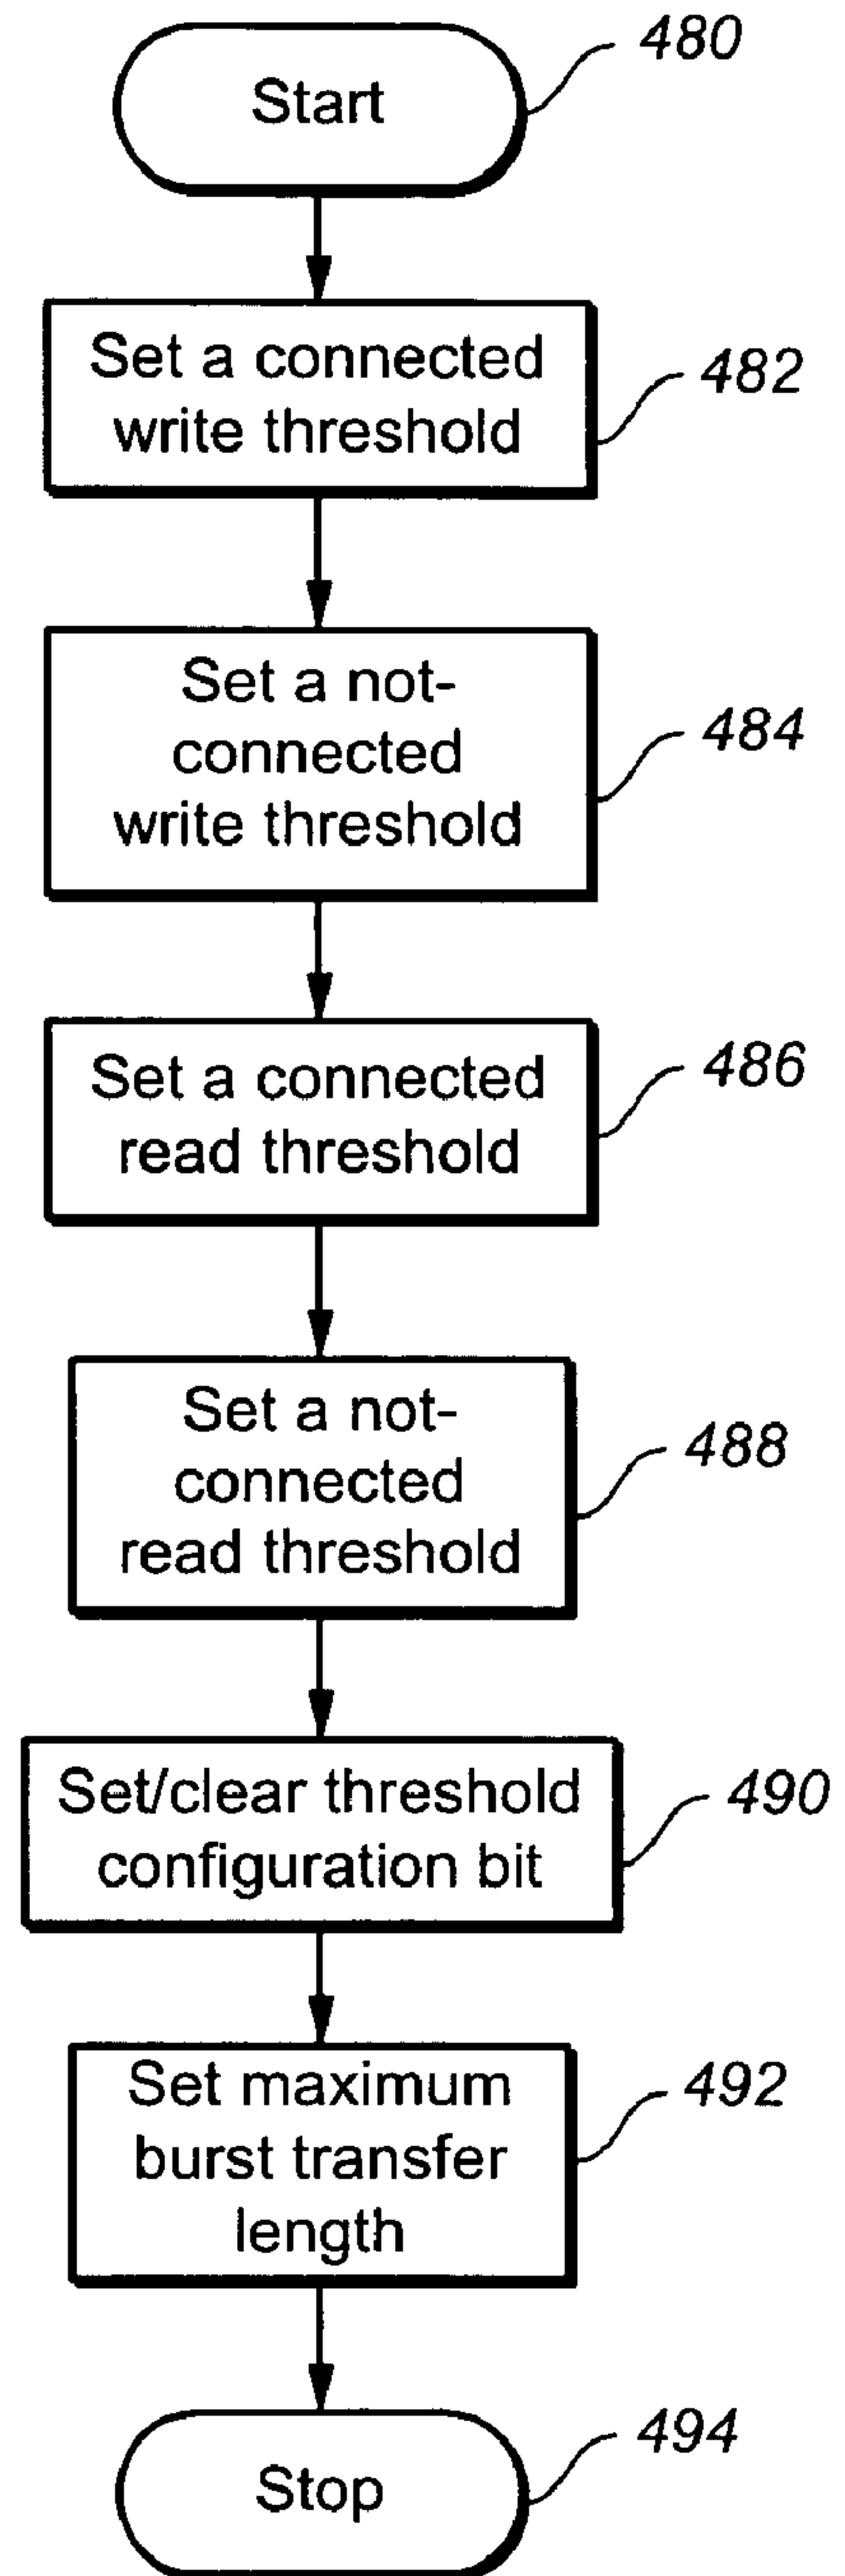 480
Start
Set a connected
write threshold
482
Set a not-
connected
write threshold
484
Set a connected
read threshold
486
Set a not-
connected
read threshold
488
Set/clear threshold
configuration bit
490
Set maximum
burst transfer
length
492
Stop
494